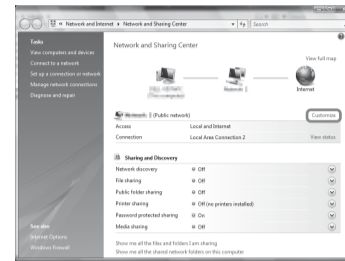 « Network and Internet ▸ Network and Sharing Center
Search
Tasks
View computers and devices
Connect to a network
Set up a connection or network
Manage network connections
Diagnose and repair
See also
Internet Options
Windows Firewall
Network and Sharing Center
View full map
Internet
(Public network)
Customize
Access Local and Internet
Connection Local Area Connection 2 View status
Sharing and Discovery
Network discovery Off
File sharing Off
Public folder sharing Off
Printer sharing Off (no printers installed)
Password protected sharing On
Media sharing Off
Show me all the files and folders I am sharing
Show me all the shared network folders on this computer